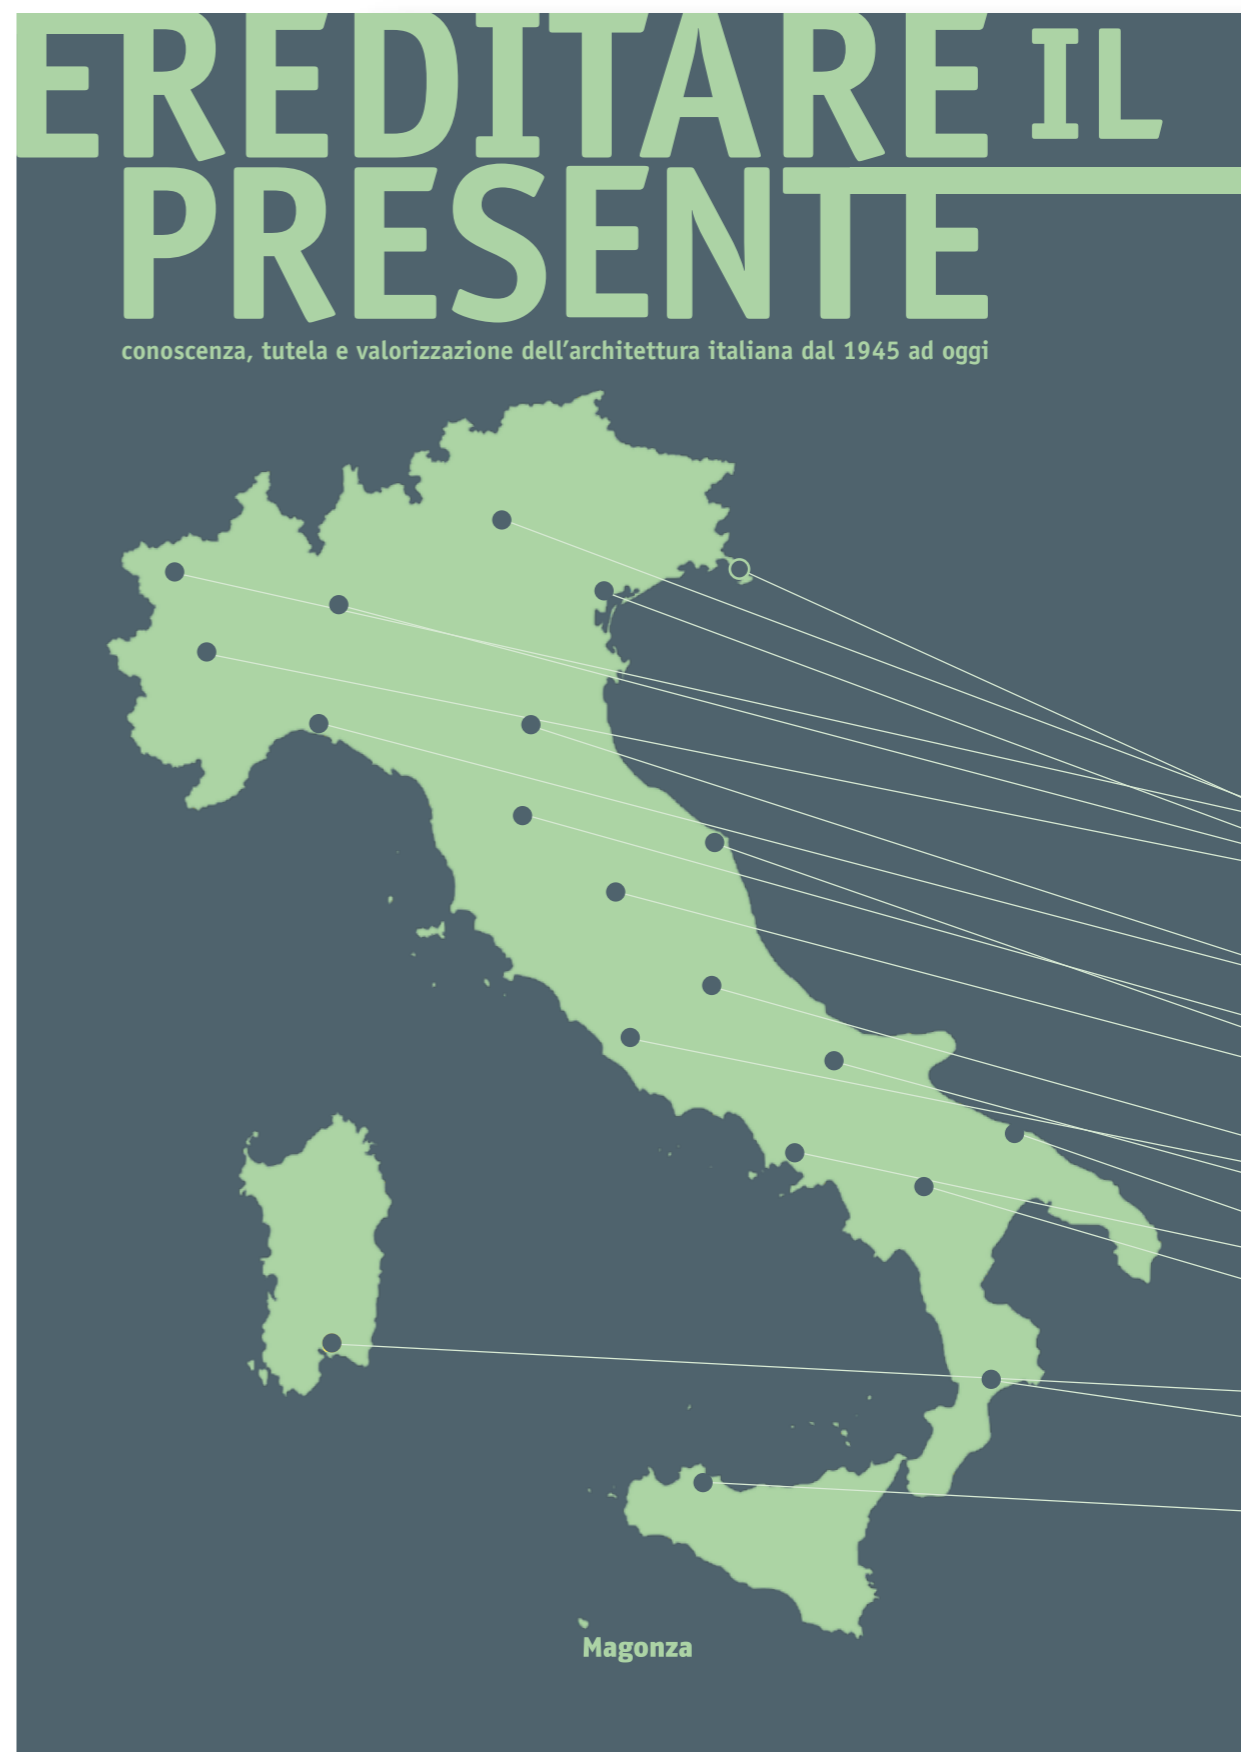 EREDITARE IL
PRESENTE
conoscenza, tutela e valorizzazione dell’architettura italiana dal 1945 ad oggi
Magonza